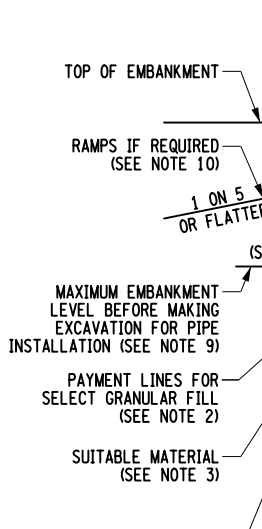 TOP OF EMBANKMENT
RAMPS IF REQUIRED
(SEE NOTE 10)
1 ON 5
OR FLATTE
(S
MAXIMUM EMBANKMENT
LEVEL BEFORE MAKING
EXCAVATION FOR PIPE
INSTALLATION (SEE NOTE 9)
PAYMENT LINES FOR
SELECT GRANULAR FILL
(SEE NOTE 2)
SUITABLE MATERIAL
(SEE NOTE 3)